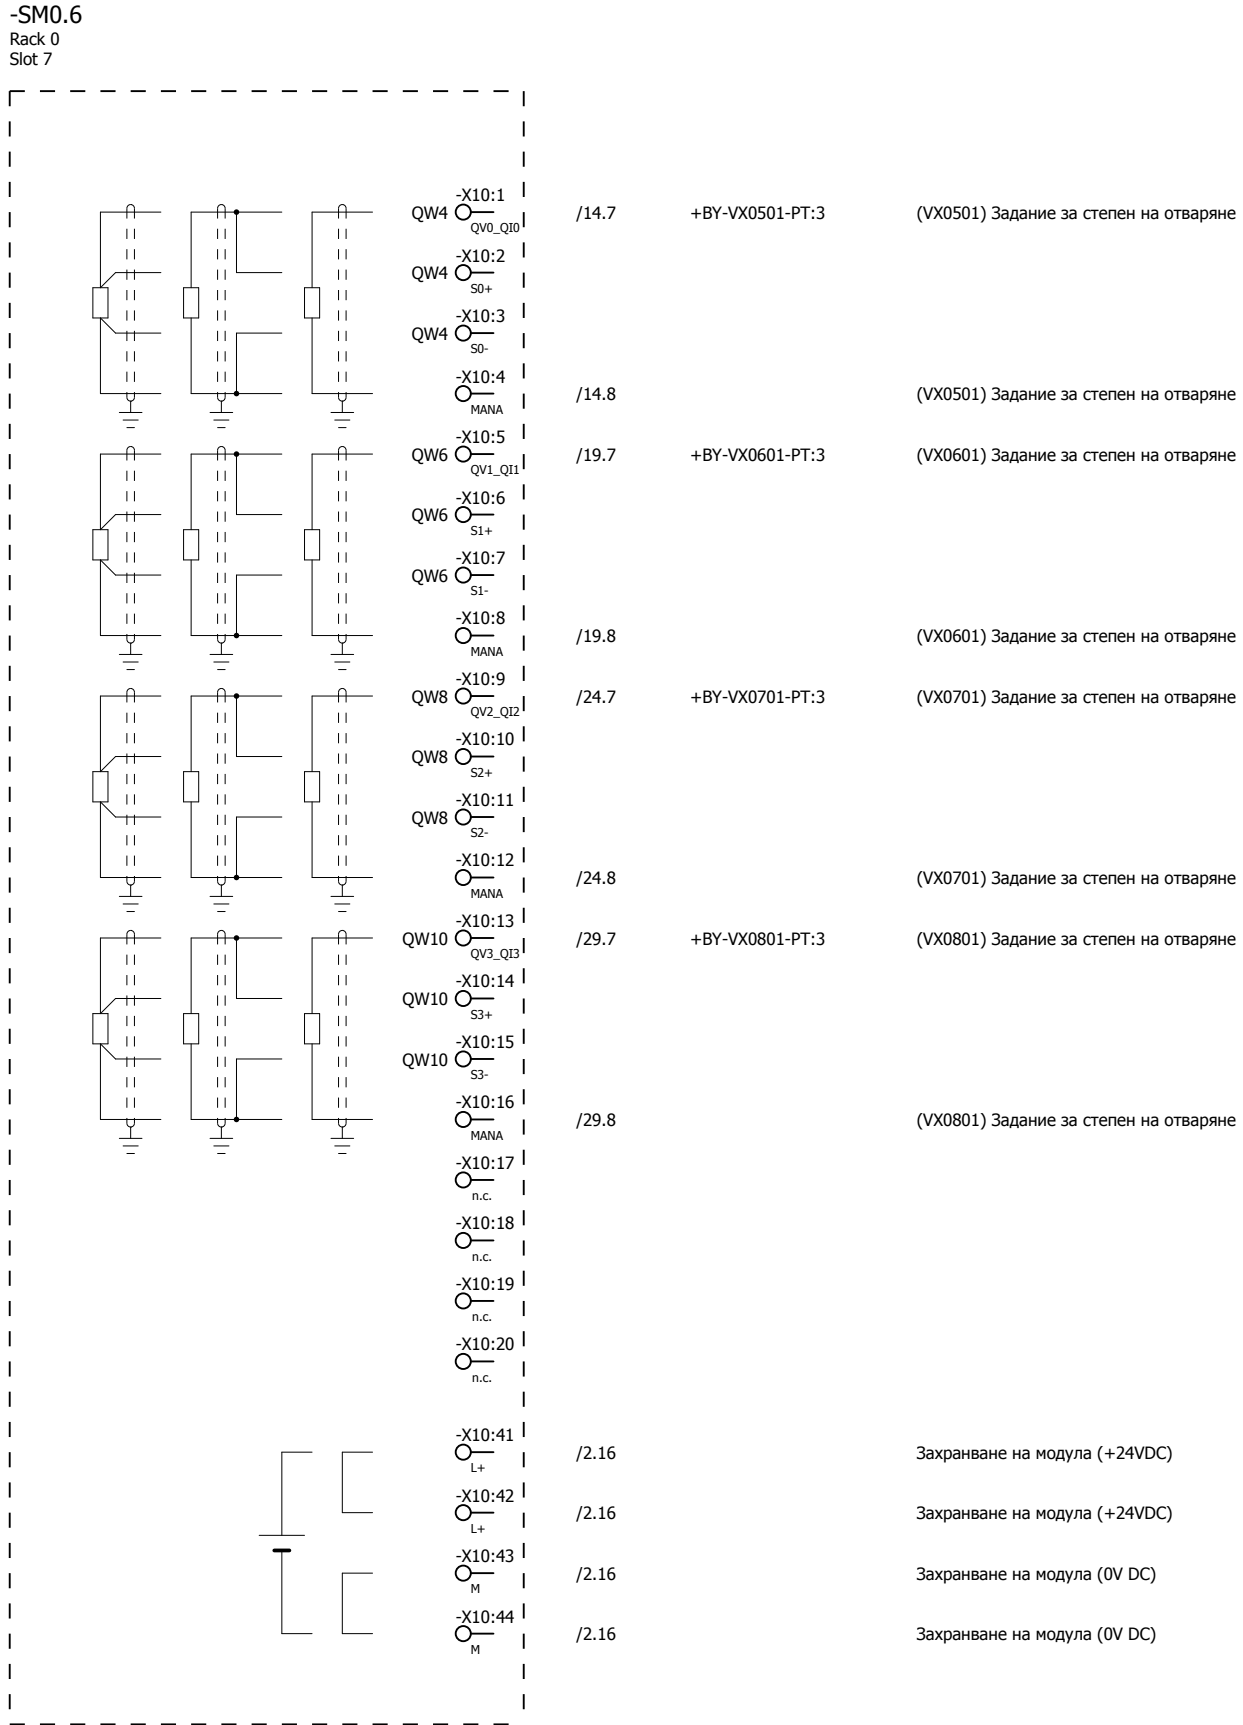 -SM0.6
Rack 0
Slot 7
-X10:1
QW4 /14.7 +BY-VX0501-PT:3 (VX0501) Задание за степен на отваряне
QV0_QI0
-X10:2
QW4
S0+
-X10:3
QW4
S0-
-X10:4
/14.8 (VX0501) Задание за степен на отваряне
MANA
-X10:5
QW6 /19.7 +BY-VX0601-PT:3 (VX0601) Задание за степен на отваряне
QV1_QI1
-X10:6
QW6
S1+
-X10:7
QW6
S1-
-X10:8
/19.8 (VX0601) Задание за степен на отваряне
MANA
-X10:9
QW8 /24.7 +BY-VX0701-PT:3 (VX0701) Задание за степен на отваряне
QV2_QI2
-X10:10
QW8
S2+
-X10:11
QW8
S2-
-X10:12
/24.8 (VX0701) Задание за степен на отваряне
MANA
-X10:13
QW10 /29.7 +BY-VX0801-PT:3 (VX0801) Задание за степен на отваряне
QV3_QI3
-X10:14
QW10
S3+
-X10:15
QW10
S3-
-X10:16
/29.8 (VX0801) Задание за степен на отваряне
MANA
-X10:17
n.c.
-X10:18
n.c.
-X10:19
n.c.
-X10:20
n.c.
-X10:41
/2.16 Захранване на модула (+24VDC)
L+
-X10:42
/2.16 Захранване на модула (+24VDC)
L+
-X10:43
/2.16 Захранване на модула (0V DC)
M
-X10:44
/2.16 Захранване на модула (0V DC)
M